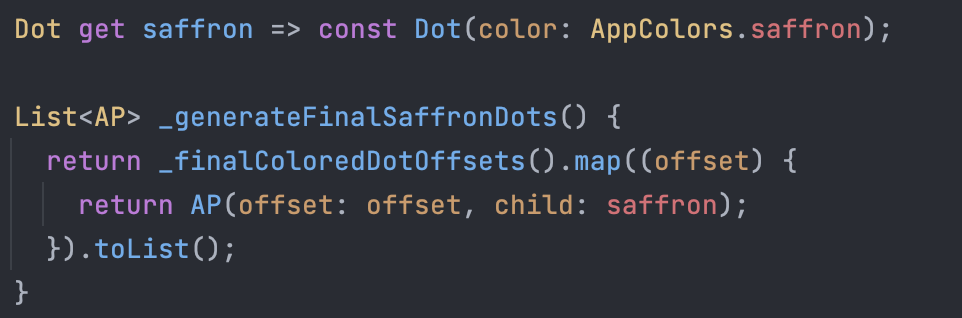 Dot get saffron => const Dot(color: AppColors.saffron);
List<AP> _generateFinalSaffronDots() {
return _finalColoredDotOffsets().map((offset) {
return AP(offset: offset, child: saffron);
}).toList();
}